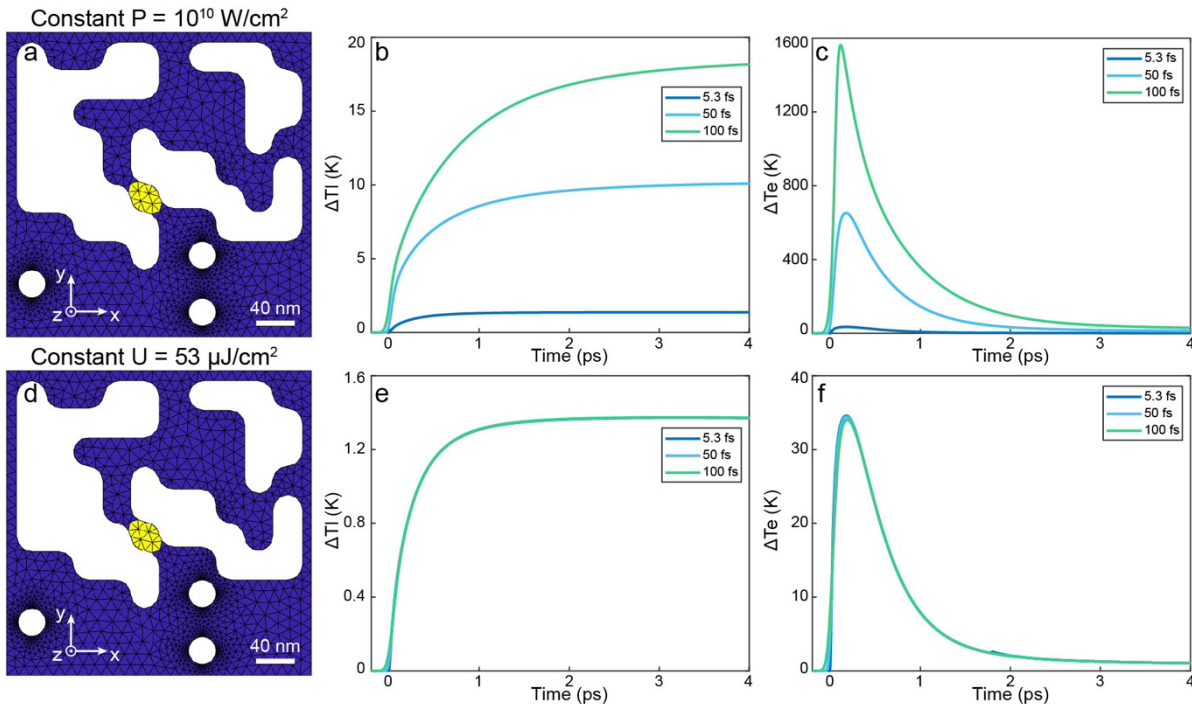 Constant P = 10¹⁰ W/cm²
a
y
z x
40 nm
b
ΔTl (K)
20
15
10
5
0
0 1 2 3 4
Time (ps)
5.3 fs
50 fs
100 fs
c
ΔTe (K)
1600
1200
800
400
0
0 1 2 3 4
Time (ps)
5.3 fs
50 fs
100 fs
Constant U = 53 µJ/cm²
d
y
z x
40 nm
e
ΔTl (K)
1.6
1.2
0.8
0.4
0
0 1 2 3 4
Time (ps)
5.3 fs
50 fs
100 fs
f
ΔTe (K)
40
30
20
10
0
0 1 2 3 4
Time (ps)
5.3 fs
50 fs
100 fs